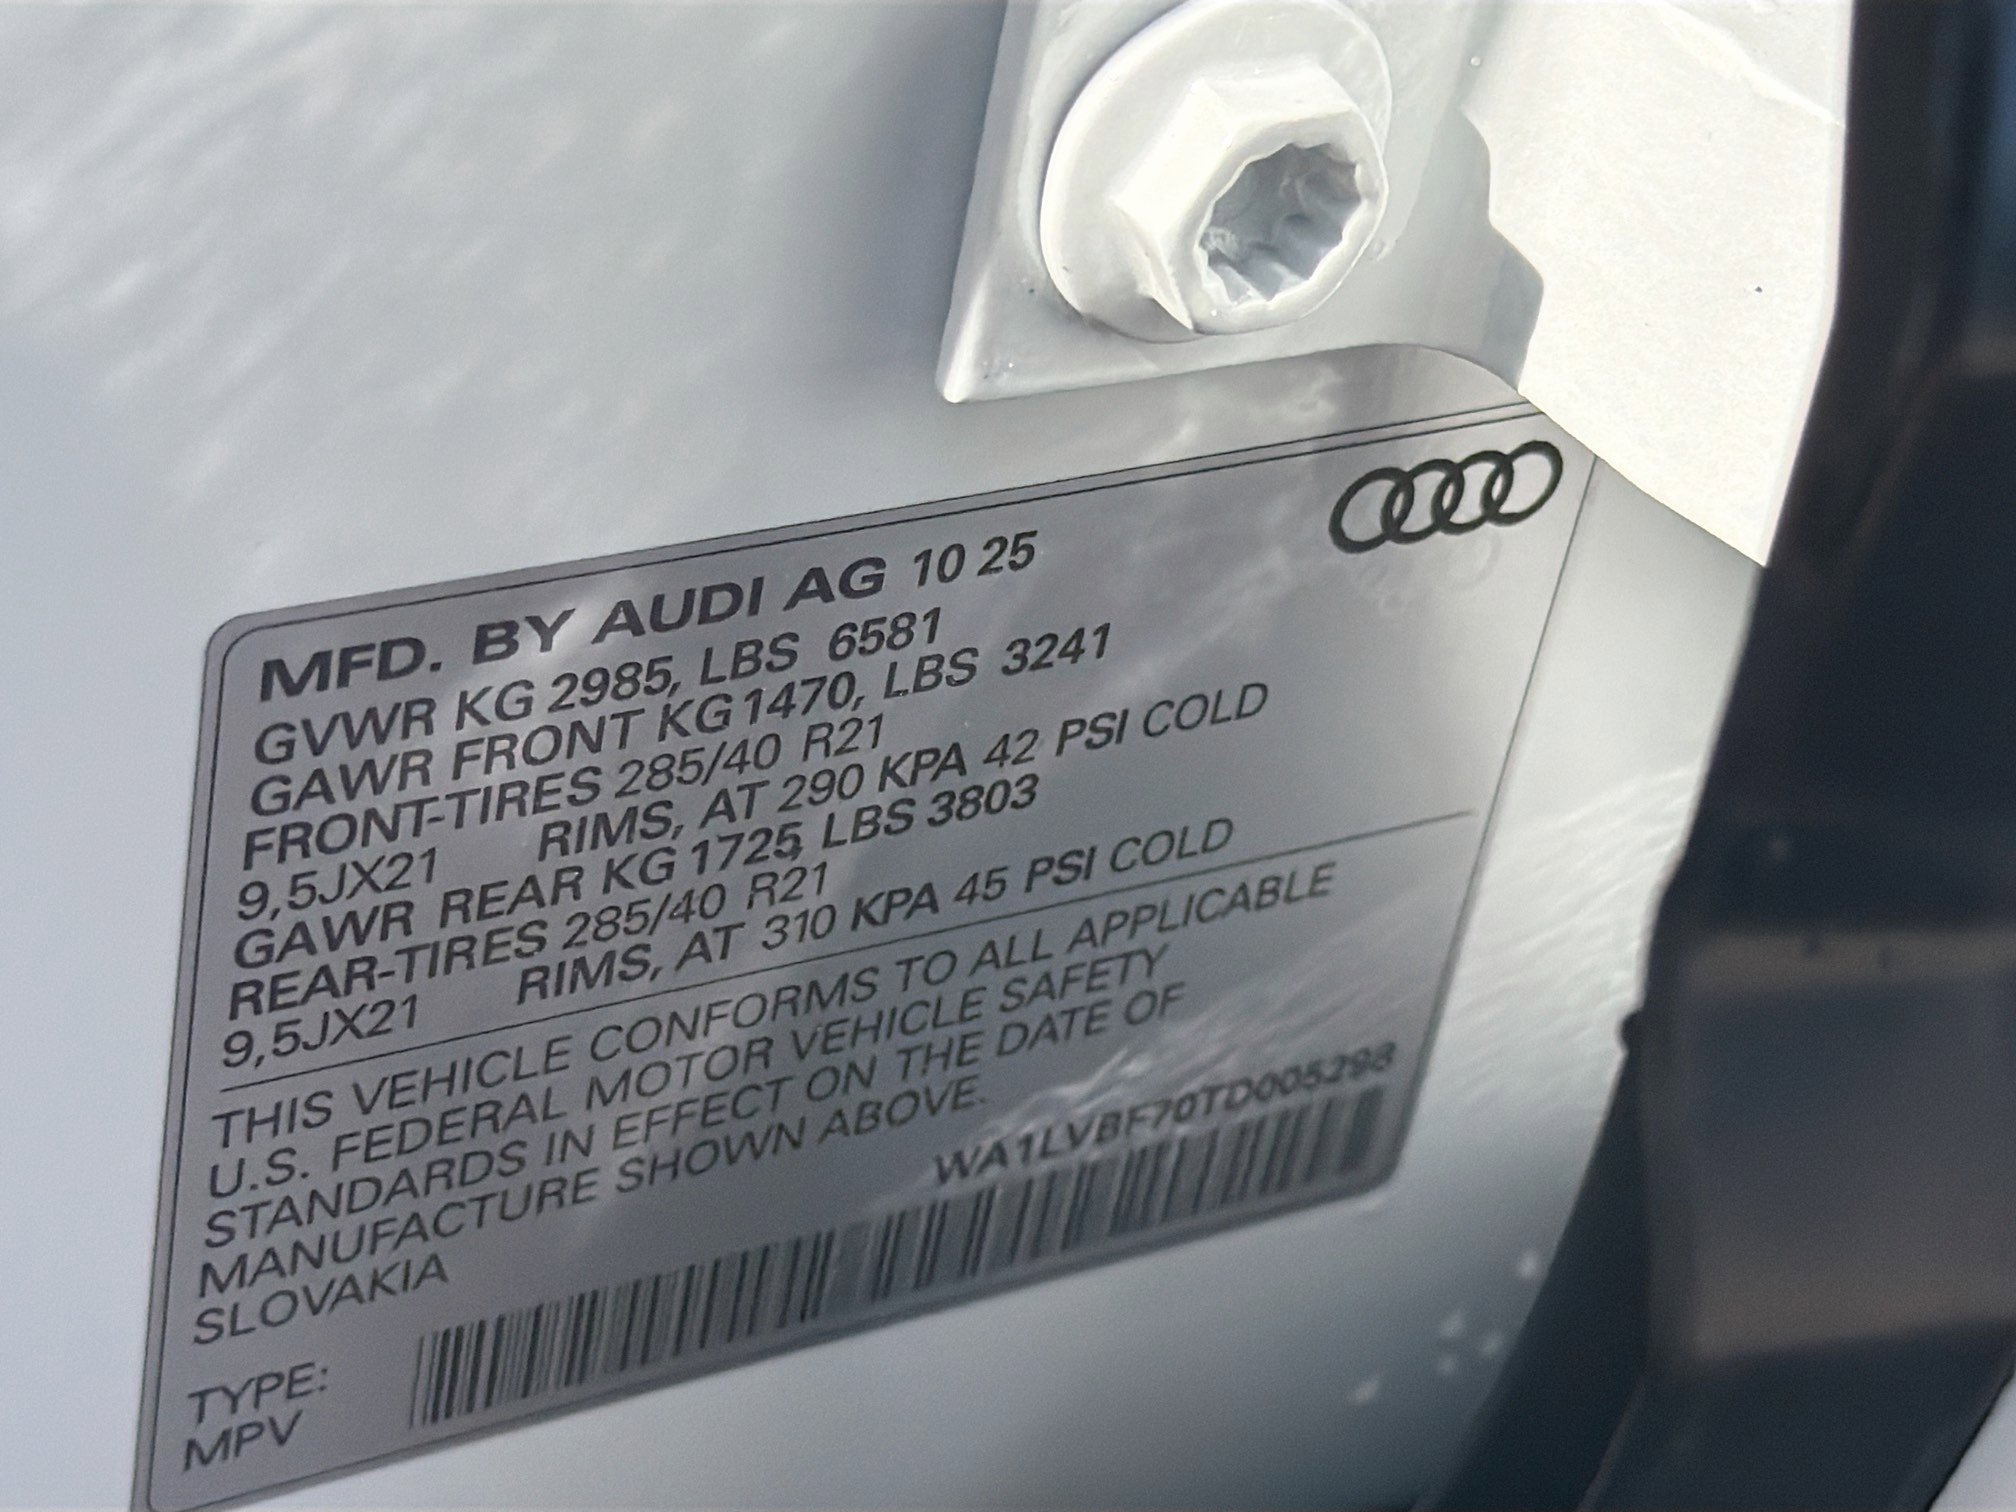 MFD. BY AUDI AG 10 25
GVWR KG 2985, LBS 6581
GAWR FRONT KG 1470, LBS 3241
FRONT-TIRES 285/40 R21
9,5JX21 RIMS, AT 290 KPA 42 PSI COLD
GAWR REAR KG 1725, LBS 3803
REAR-TIRES 285/40 R21
9,5JX21 RIMS, AT 310 KPA 45 PSI COLD
THIS VEHICLE CONFORMS TO ALL APPLICABLE
U.S. FEDERAL MOTOR VEHICLE SAFETY
STANDARDS IN EFFECT ON THE DATE OF
MANUFACTURE SHOWN ABOVE.
SLOVAKIA
WA1LVBF70TD005298
TYPE:
MPV